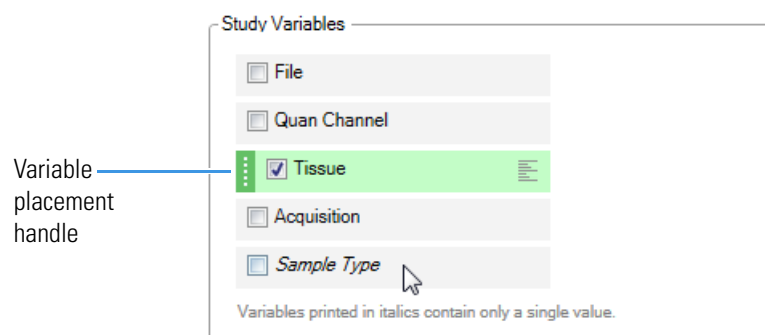 Study Variables
File
Quan Channel
Variable
placement
handle
Tissue
Acquisition
Sample Type
Variables printed in italics contain only a single value.